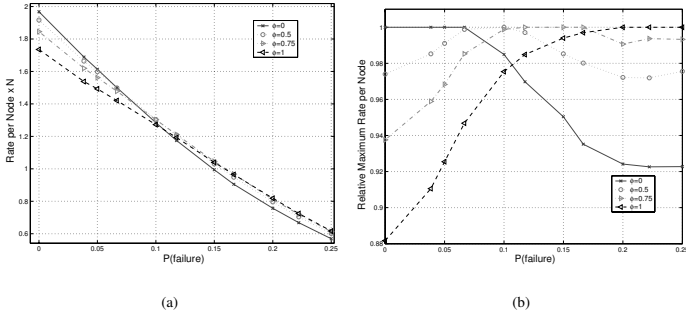 2
1.8
1.6
1.4
1.2
1
0.8
0.6
0
0.05
0.1
0.15
0.2
0.25
Rate per Node x N
P(failure)
ϕ=0
ϕ=0.5
ϕ=0.75
ϕ=1
(a)
1
0.98
0.96
0.94
0.92
0.9
0.88
0
0.05
0.1
0.15
0.2
0.25
Relative Maximum Rate per Node
P(failure)
ϕ=0
ϕ=0.5
ϕ=0.75
ϕ=1
(b)